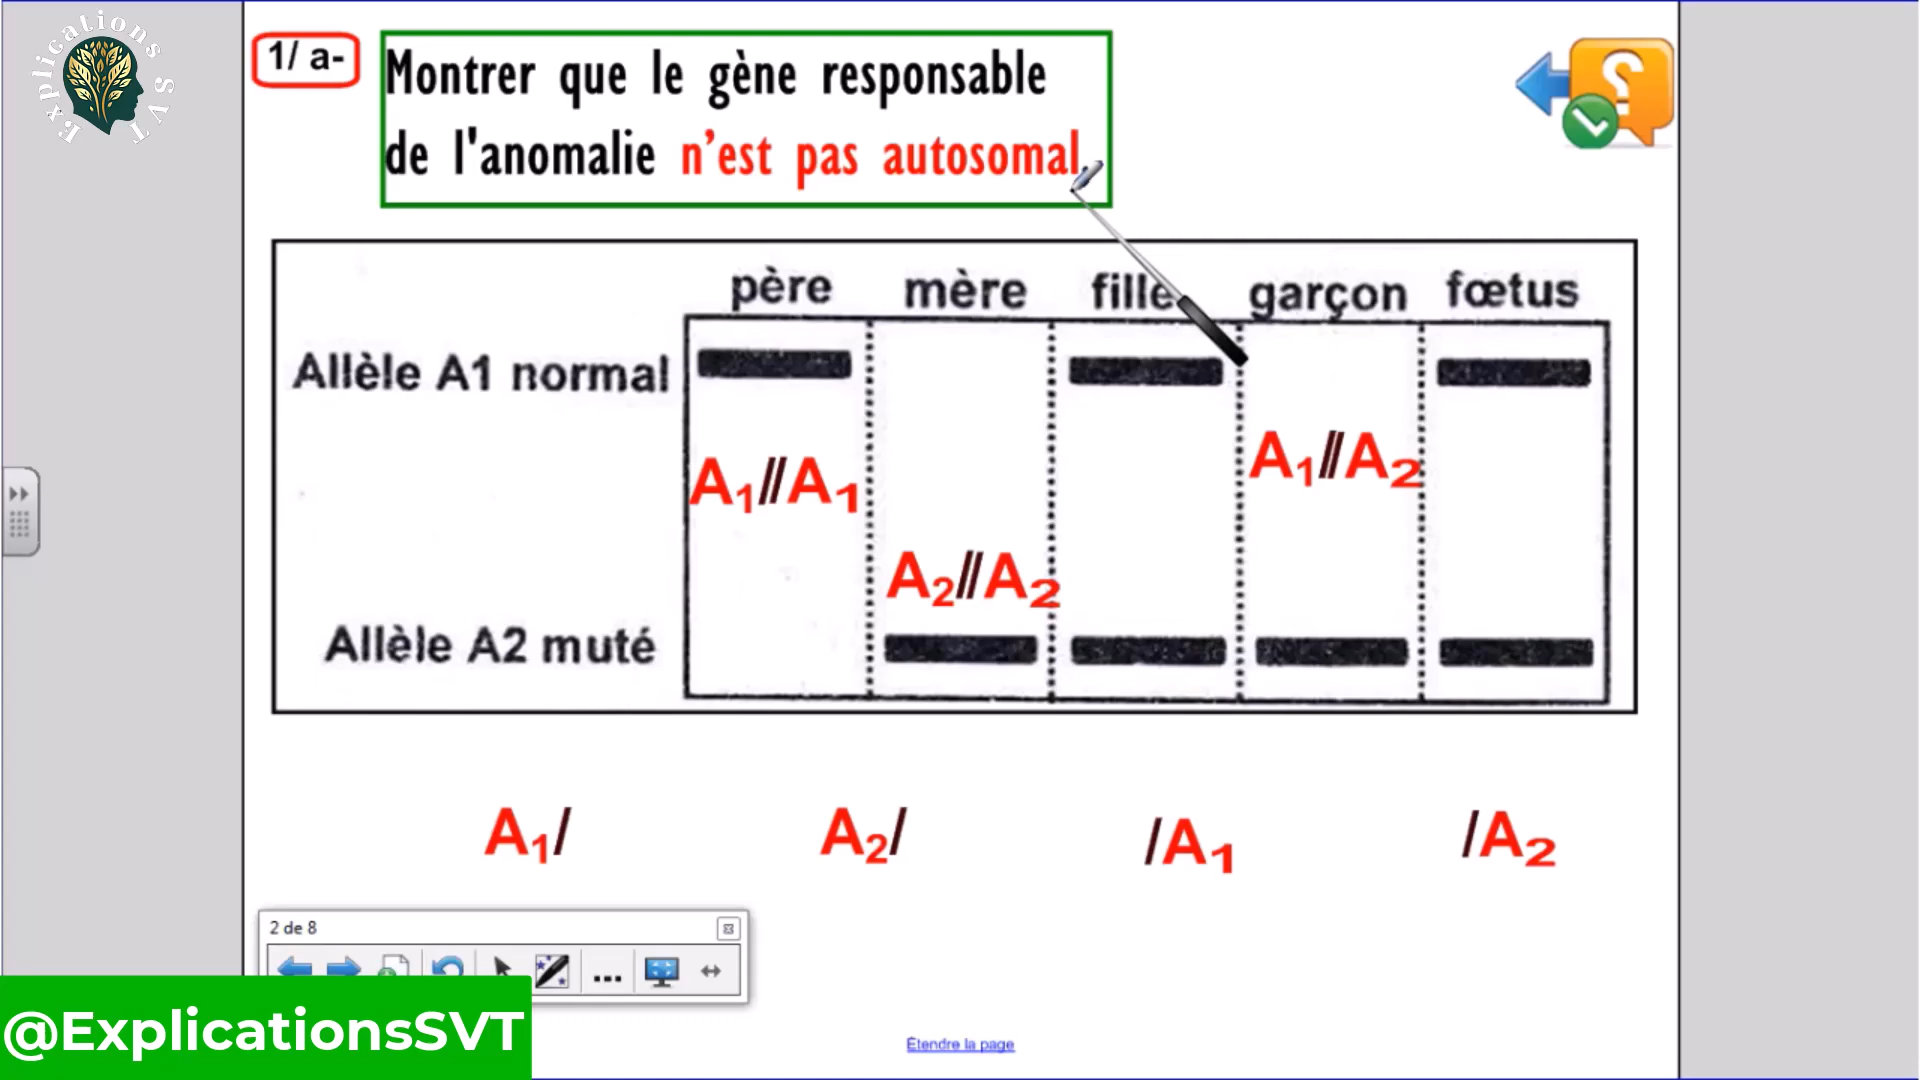 Explications SVT
1/ a-
Montrer que le gène responsable
de l'anomalie n'est pas autosomal.
père mère fille garçon fœtus
Allèle A1 normal
A1//A1
A1//A2
A2//A2
Allèle A2 muté
A1/ A2/ /A1 /A2
2 de 8
...
@ExplicationsSVT
Étendre la page